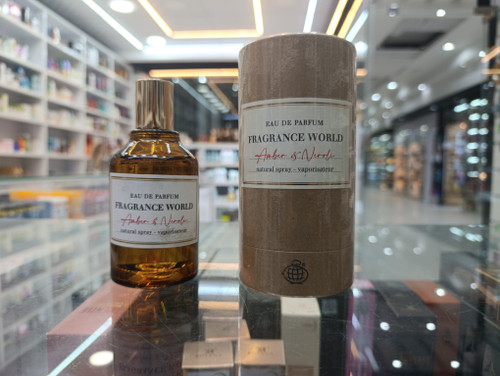 EAU DE PARFUM
FRAGRANCE WORLD
Amber & Neroli
natural spray - vaporisateur
EAU DE PARFUM
FRAGRANCE WORLD
Amber & Neroli
natural spray - vaporisateur